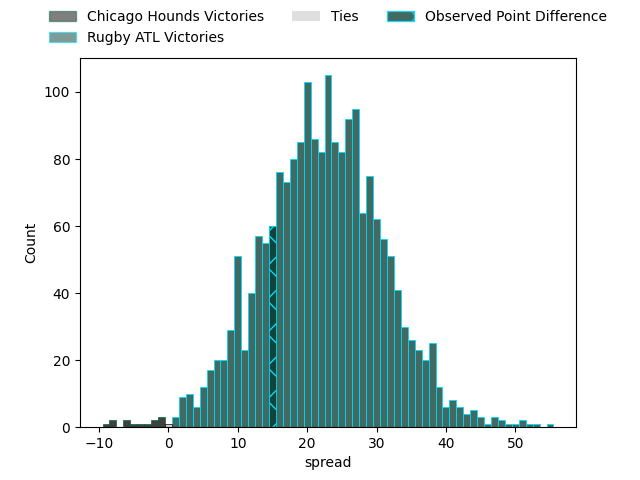 Chicago Hounds Victories Ties Observed Point Difference
Rugby ATL Victories
100
80
60
40
20
0
Count
−10 0 10 20 30 40 50
spread